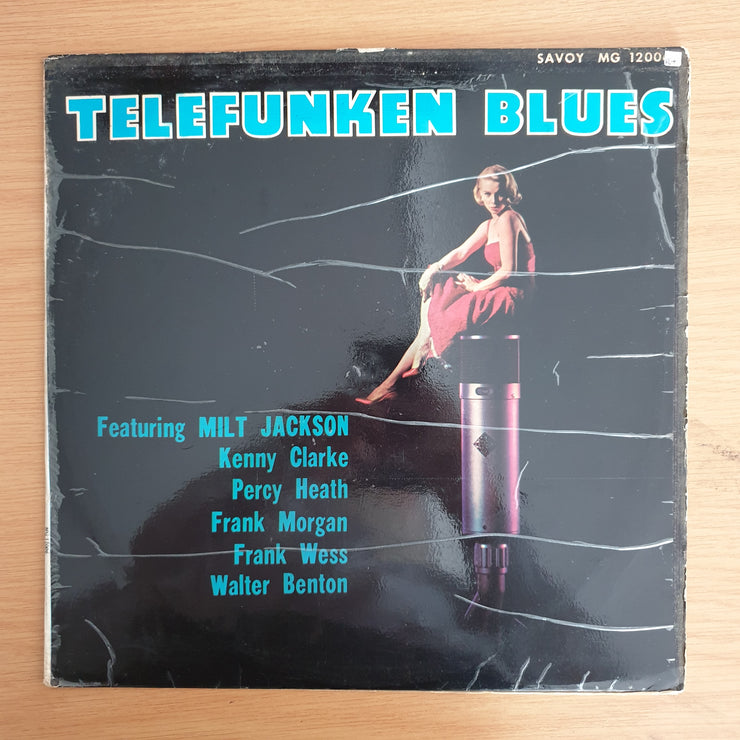 SAVOY MG 1200
TELEFUNKEN BLUES
Featuring MILT JACKSON
Kenny Clarke
Percy Heath
Frank Morgan
Frank Wess
Walter Benton